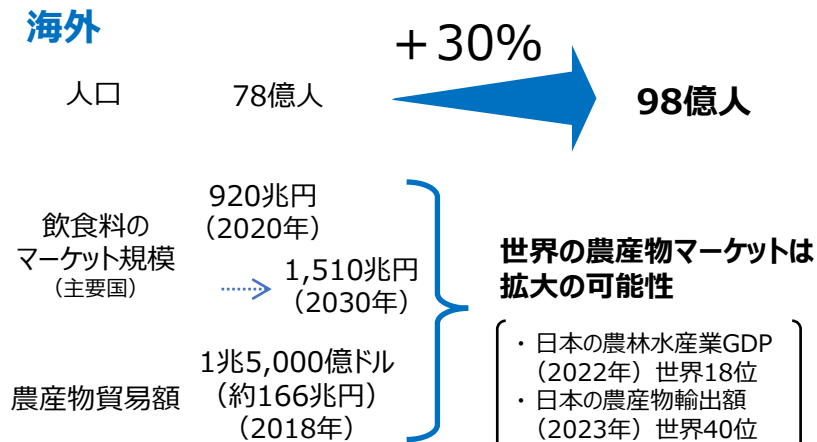 海外
+30%
人口 78億人 98億人
920兆円
(2020年)
飲食料の
マーケット規模
(主要国)
1,510兆円
(2030年)
世界の農産物マーケットは
拡大の可能性
農産物貿易額
1兆5,000億ドル
(約166兆円)
(2018年)
・日本の農林水産業GDP
(2022年)世界18位
・日本の農産物輸出額
(2023年)世界40位